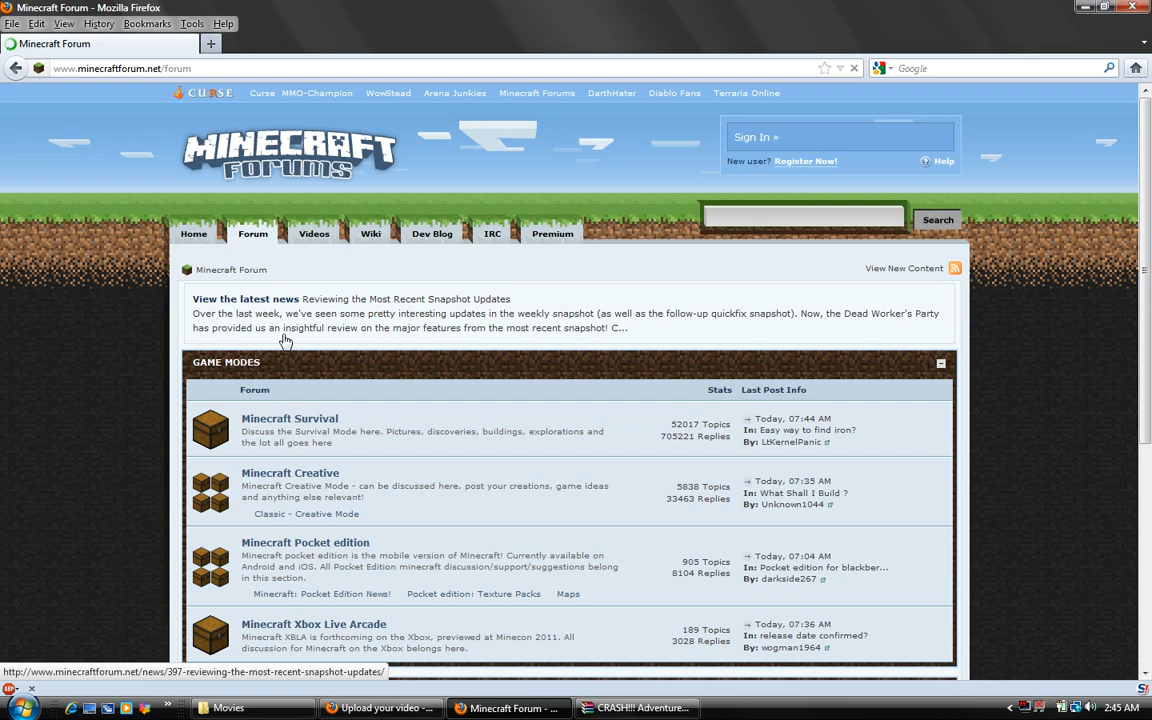 Minecraft Forum - Mozilla Firefox
File Edit View History Bookmarks Tools Help
Minecraft Forum
www.minecraftforum.net/forum
Google
CURSE Curse MMO-Champion WowStead Arena Junkies Minecraft Forums DarthHater Diablo Fans Terraria Online
MINECRAFT FORUMS
Sign In »
New user? Register Now! Help
Search
Home Forum Videos Wiki Dev Blog IRC Premium
Minecraft Forum
View New Content
View the latest news Reviewing the Most Recent Snapshot Updates
Over the last week, we've seen some pretty interesting updates in the weekly snapshot (as well as the follow-up quickfix snapshot). Now, the Dead Worker's Party
has provided us an insightful review on the major features from the most recent snapshot! C...
GAME MODES
Forum Stats Last Post Info
Minecraft Survival
Discuss the Survival Mode here. Pictures, discoveries, buildings, explorations and
the lot all goes here
52017 Topics
705221 Replies
Today, 07:44 AM
In: Easy way to find iron?
By: LtKernelPanic
Minecraft Creative
Minecraft Creative Mode - can be discussed here, post your creations, game ideas
and anything else relevant!
Classic - Creative Mode
5838 Topics
33463 Replies
Today, 07:35 AM
In: What Shall I Build ?
By: Unknown1044
Minecraft Pocket edition
Minecraft pocket edition is the mobile version of Minecraft! Currently available on
Android and iOS. All Pocket Edition minecraft discussion/support/suggestions belong
in this section.
Minecraft: Pocket Edition News! Pocket edition: Texture Packs Maps
905 Topics
8104 Replies
Today, 07:04 AM
In: Pocket edition for blackber...
By: darkside267
Minecraft Xbox Live Arcade
Minecraft XBLA is forthcoming on the Xbox, previewed at Minecon 2011. All
discussion for Minecraft on the Xbox belongs here.
189 Topics
3028 Replies
Today, 07:36 AM
In: release date confirmed?
By: wogman1964
http://www.minecraftforum.net/news/397-reviewing-the-most-recent-snapshot-updates/
ABP
Movies
Upload your video -...
Minecraft Forum - ...
CRASH!!! Adventure...
2:45 AM